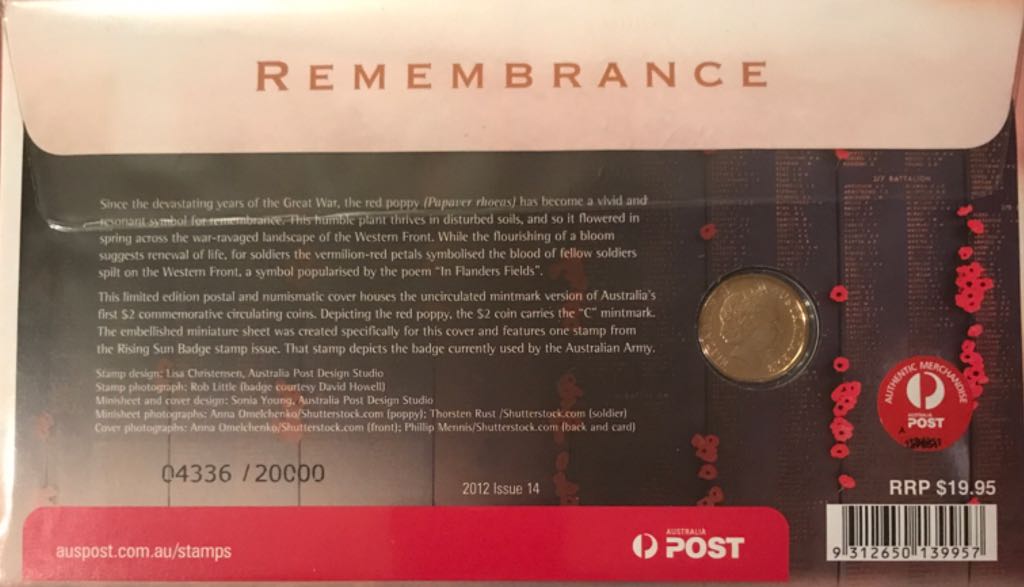 REMEMBRANCE
2/7 BATTALION
Since the devastating years of the Great War, the red poppy (Papaver rhoeas) has become a vivid and
resonant symbol for remembrance. This humble plant thrives in disturbed soils, and so it flowered in
spring across the war-ravaged landscape of the Western Front. While the flourishing of a bloom
suggests renewal of life, for soldiers the vermilion-red petals symbolised the blood of fellow soldiers
spilt on the Western Front, a symbol popularised by the poem "In Flanders Fields".
This limited edition postal and numismatic cover houses the uncirculated mintmark version of Australia's
first $2 commemorative circulating coins. Depicting the red poppy, the $2 coin carries the "C" mintmark.
The embellished miniature sheet was created specifically for this cover and features one stamp from
the Rising Sun Badge stamp issue. That stamp depicts the badge currently used by the Australian Army.
Stamp design: Lisa Christensen, Australia Post Design Studio
Stamp photograph: Rob Little (badge courtesy David Howell)
Minisheet and cover design: Sonia Young, Australia Post Design Studio
Minisheet photographs: Anna Omelchenko/Shutterstock.com (poppy); Thorsten Rust /Shutterstock.com (soldier)
Cover photographs: Anna Omelchenko/Shutterstock.com (front); Phillip Mennis/Shutterstock.com (back and card)
AUTHENTIC MERCHANDISE
AUSTRALIA
POST
04336 /20000
2012 Issue 14
RRP $19.95
auspost.com.au/stamps
AUSTRALIA
POST
9 312650 139957